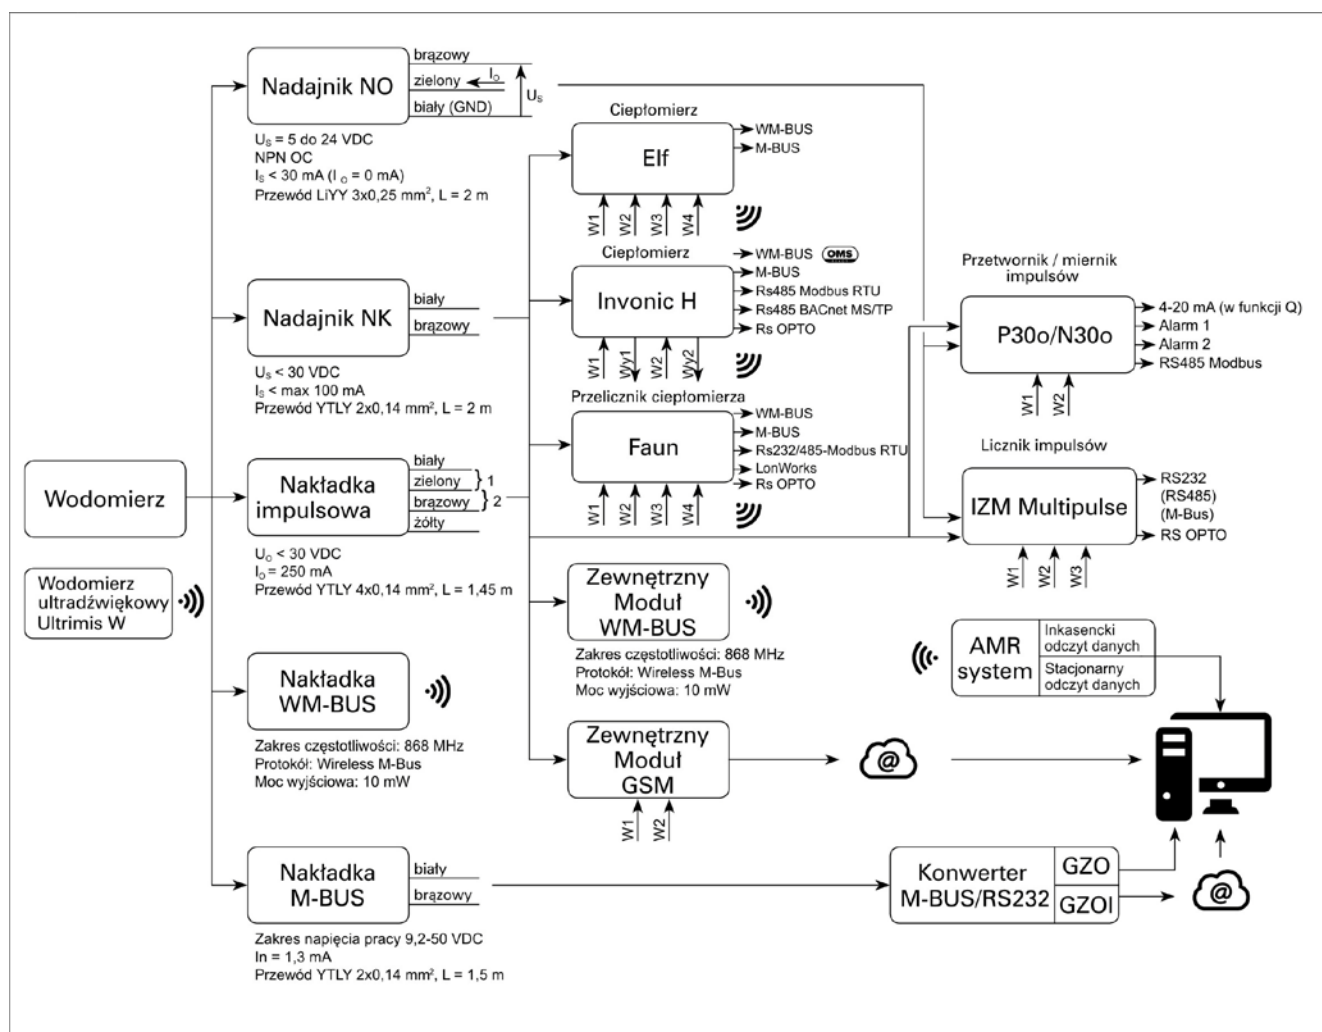 Nadajnik NO
brązowy
zielony
I₀
Uₛ
biały (GND)
Uₛ = 5 do 24 VDC
NPN OC
Iₛ < 30 mA (I ₀ = 0 mA)
Przewód LiYY 3x0,25 mm², L = 2 m
Nadajnik NK
biały
brązowy
Uₛ < 30 VDC
Iₛ < max 100 mA
Przewód YTLY 2x0,14 mm², L = 2 m
Wodomierz
Nakładka
impulsowa
biały
zielony
1
brązowy
2
żółty
U₀ < 30 VDC
I₀ = 250 mA
Przewód YTLY 4x0,14 mm², L = 1,45 m
Wodomierz
ultradźwiękowy
Ultrimis W
Nakładka
WM-BUS
Zakres częstotliwości: 868 MHz
Protokół: Wireless M-Bus
Moc wyjściowa: 10 mW
Nakładka
M-BUS
biały
brązowy
Zakres napięcia pracy 9,2-50 VDC
In = 1,3 mA
Przewód YTLY 2x0,14 mm², L = 1,5 m
Ciepłomierz
Elf
WM-BUS
M-BUS
W1
W2
W3
W4
Ciepłomierz
Invonic H
WM-BUS OMS
M-BUS
Rs485 Modbus RTU
Rs485 BACnet MS/TP
Rs OPTO
W1
Wy1
W2
Wy2
Przelicznik ciepłomierza
Faun
WM-BUS
M-BUS
Rs232/485-Modbus RTU
LonWorks
Rs OPTO
W1
W2
W3
W4
Zewnętrzny
Moduł
WM-BUS
Zakres częstotliwości: 868 MHz
Protokół: Wireless M-Bus
Moc wyjściowa: 10 mW
Zewnętrzny
Moduł
GSM
W1
W2
@
Przetwornik / miernik
impulsów
P30o/N30o
4-20 mA (w funkcji Q)
Alarm 1
Alarm 2
RS485 Modbus
W1
W2
Licznik impulsów
IZM Multipulse
RS232
(RS485)
(M-Bus)
RS OPTO
W1
W2
W3
AMR
system
Inkasencki
odczyt danych
Stacjonarny
odczyt danych
Konwerter
M-BUS/RS232
GZO
GZOI
@